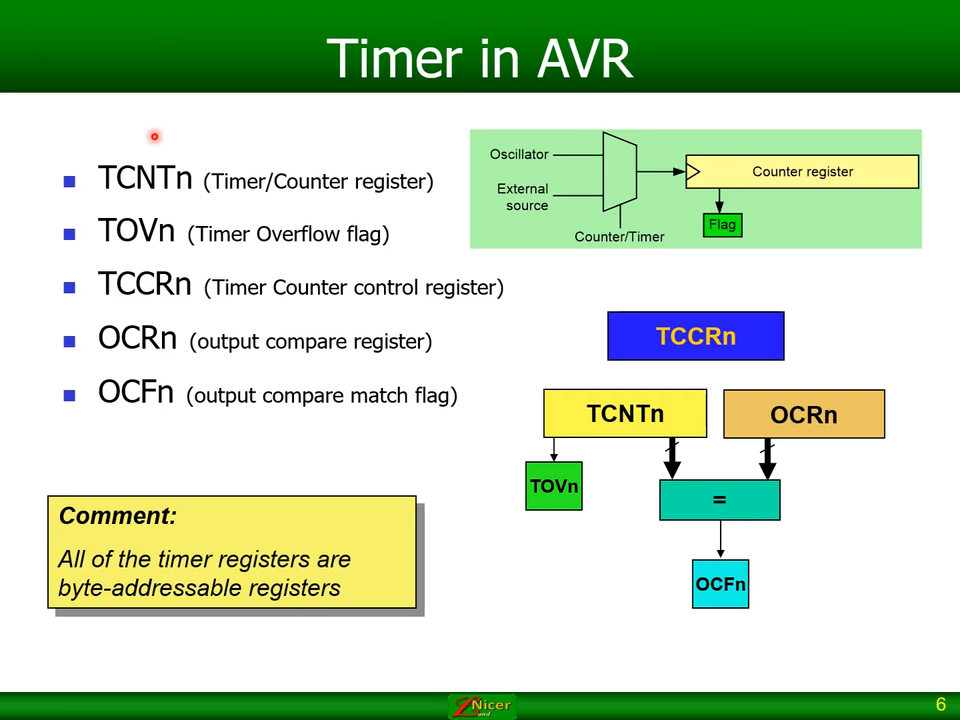 Timer in AVR
TCNTn (Timer/Counter register)
TOVn (Timer Overflow flag)
TCCRn (Timer Counter control register)
OCRn (output compare register)
OCFn (output compare match flag)
Comment:
All of the timer registers are
byte-addressable registers
Oscillator
External
source
Counter/Timer
Counter register
Flag
TCCRn
TCNTn
OCRn
TOVn
=
OCFn
Nicer
Land
6